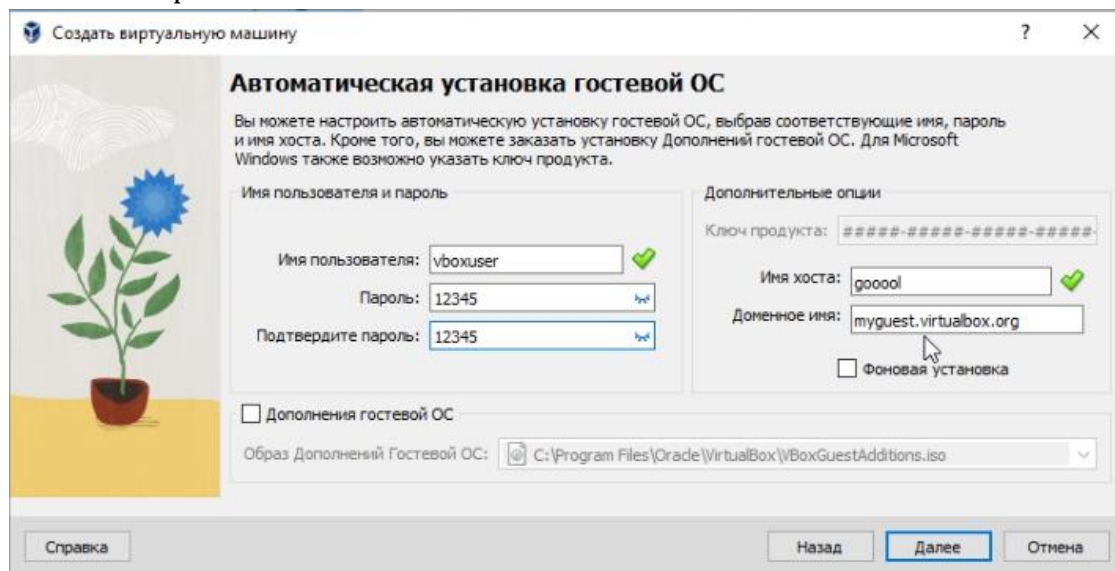 Создать виртуальную машину
Автоматическая установка гостевой ОС
Вы можете настроить автоматическую установку гостевой ОС, выбрав соответствующие имя, пароль
и имя хоста. Кроме того, вы можете заказать установку Дополнений гостевой ОС. Для Microsoft
Windows также возможно указать ключ продукта.
Имя пользователя и пароль
Имя пользователя: vboxuser
Пароль: 12345
Подтвердите пароль: 12345
Дополнительные опции
Ключ продукта: #####-#####-#####-#####-
Имя хоста: gooool
Доменное имя: myguest.virtualbox.org
Фоновая установка
Дополнения гостевой ОС
Образ Дополнений Гостевой ОС: C:\Program Files\Oracle\VirtualBox\VBoxGuestAdditions.iso
Справка
Назад
Далее
Отмена